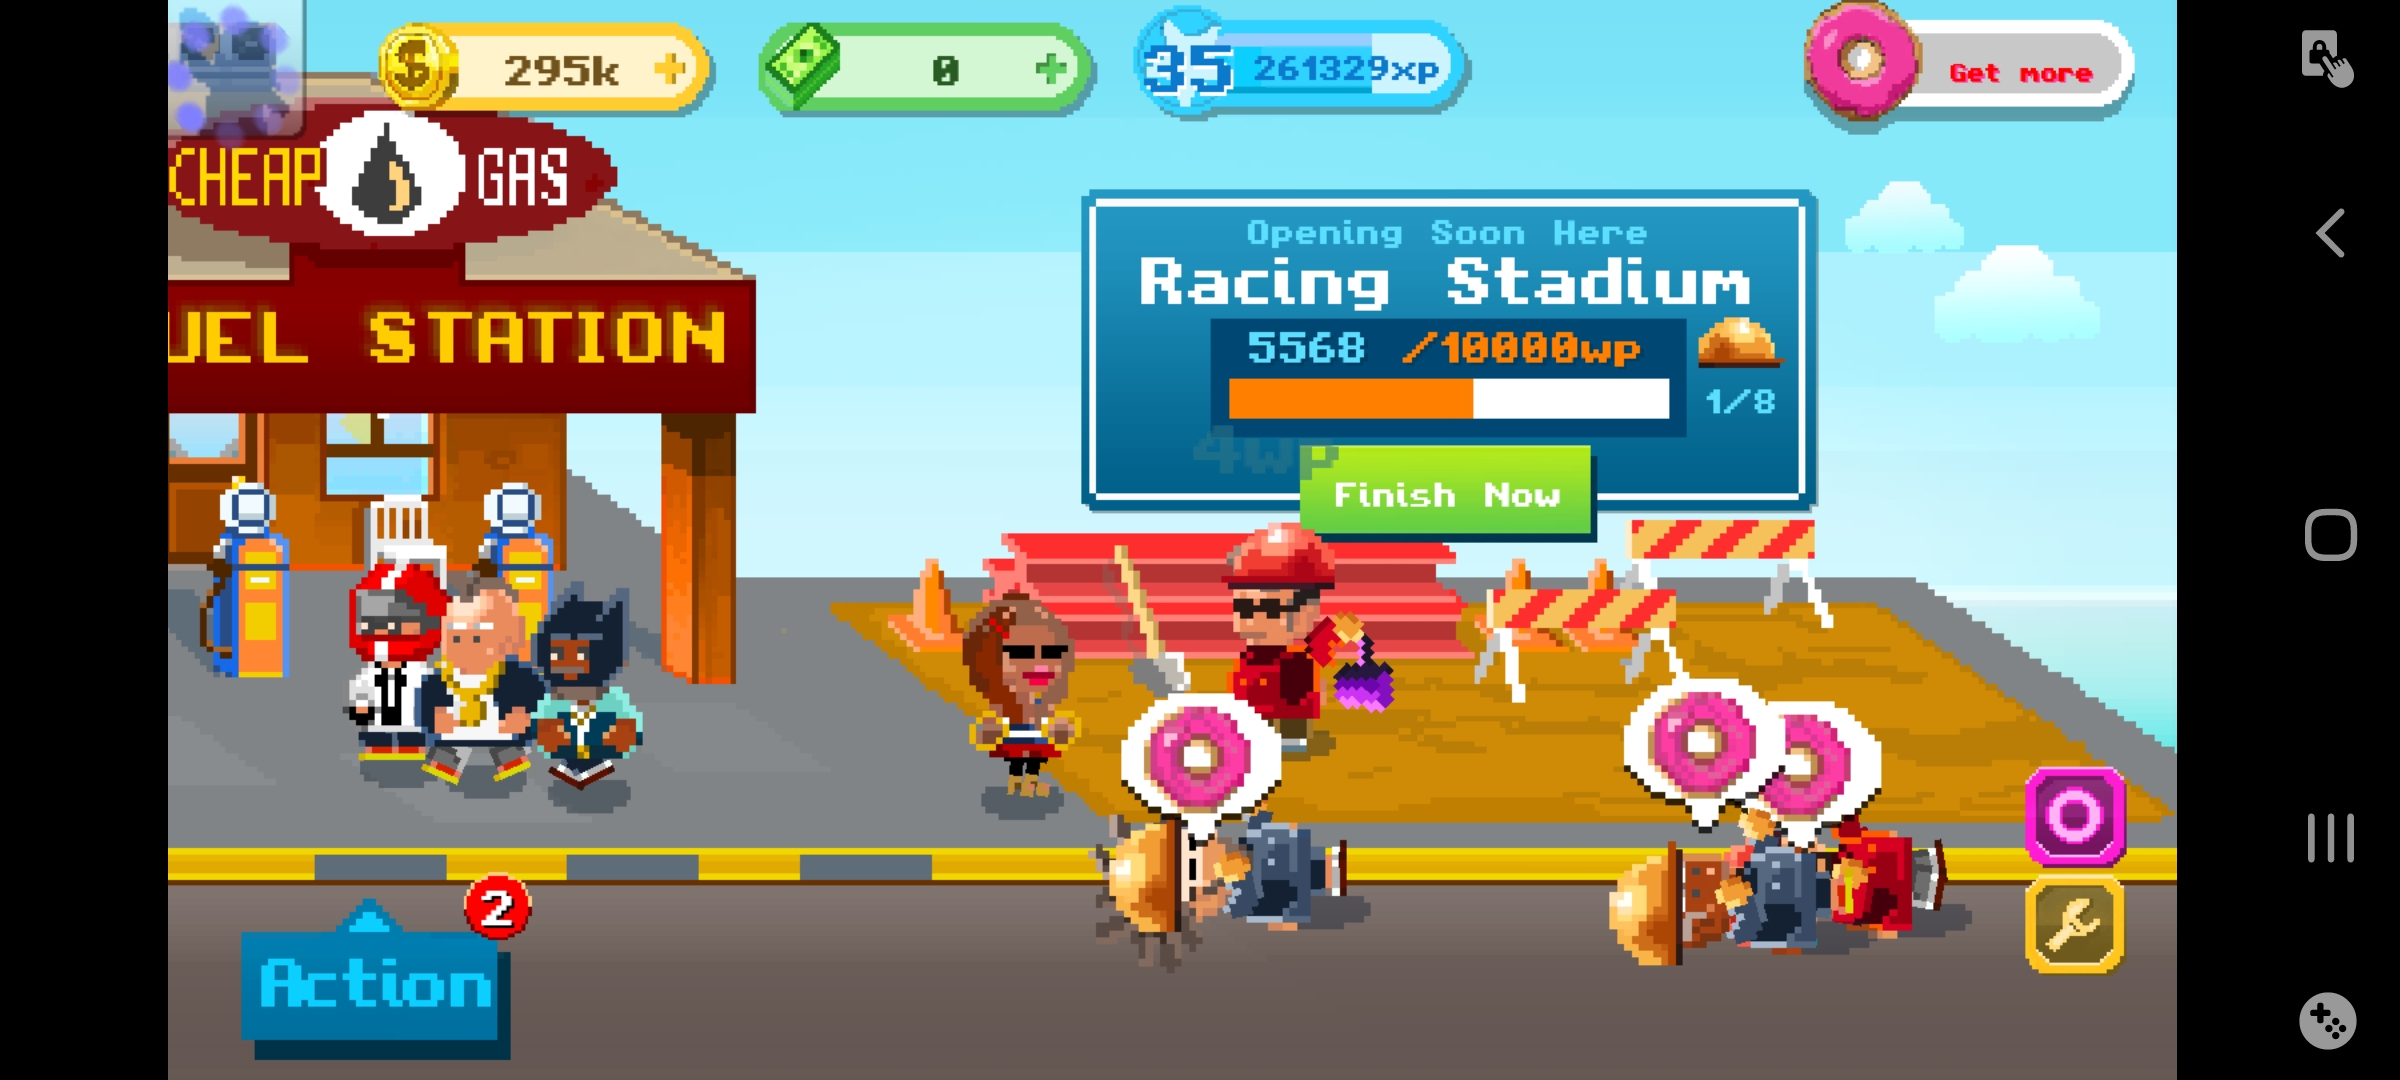 295k
0
35
261329xp
Get more
CHEAP GAS
UEL STATION
Opening Soon Here
Racing Stadium
5568 /10000wp
1/8
4wp
Finish Now
2
Action